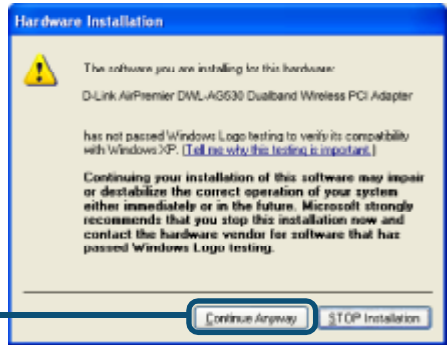 Hardware Installation
The software you are installing for this hardware:
D-Link AirPremier DWL-AG530 Dualband Wireless PCI Adapter
has not passed Windows Logo testing to verify its compatibility
with Windows XP. (Tell me why this testing is important.)
Continuing your installation of this software may impair
or destabilize the correct operation of your system
either immediately or in the future. Microsoft strongly
recommends that you stop this installation now and
contact the hardware vendor for software that has
passed Windows Logo testing.
Continue Anyway
STOP Installation